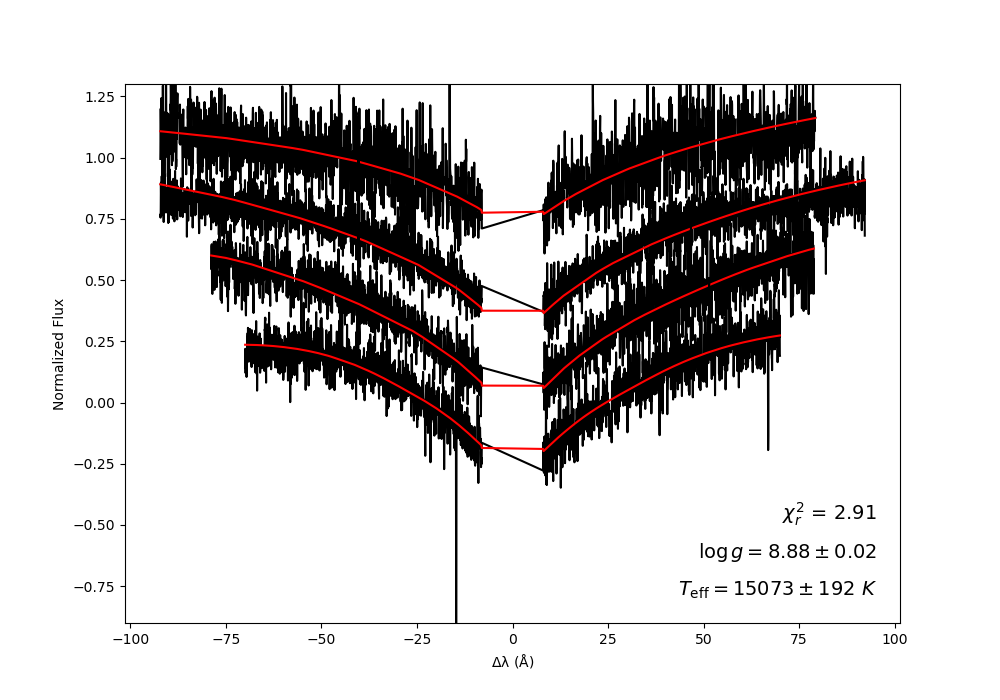 1.25
1.00
0.75
0.50
0.25
0.00
−0.25
−0.50
−0.75
Normalized Flux
χ²ᵣ = 2.91
log g = 8.88 ± 0.02
T_eff = 15073 ± 192 K
−100 −75 −50 −25 0 25 50 75 100
Δλ (Å)